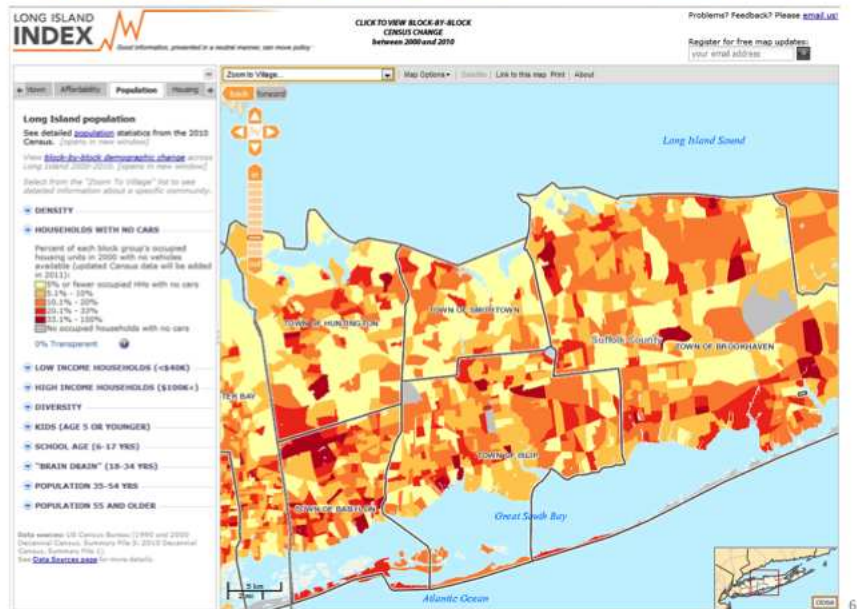 LONG ISLAND
INDEX
Good information, presented in a neutral manner, can move policy
CLICK TO VIEW BLOCK-BY-BLOCK
CENSUS CHANGE
between 2000 and 2010
Problems? Feedback? Please email us!
Register for free map updates:
your email address
Affordability
Population
Housing
Zoom to Village...
Map Options
Satellite
Link to this map
Print
About
back
forward
Long Island population
See detailed population statistics from the 2010
Census. [opens in new window]
View block-by-block demographic change across
Long Island 2000-2010. [opens in new window]
Select from the "Zoom To Village" list to see
detailed information about a specific community.
DENSITY
HOUSEHOLDS WITH NO CARS
Percent of each block group's occupied
housing units in 2000 with no vehicles
available (updated Census data will be added
in 2011):
5% or fewer occupied HHs with no cars
5.1% - 10%
10.1% - 20%
20.1% - 33%
33.1% - 100%
No occupied households with no cars
0% Transparent
LOW INCOME HOUSEHOLDS (<$40K)
HIGH INCOME HOUSEHOLDS ($100K+)
DIVERSITY
KIDS (AGE 5 OR YOUNGER)
SCHOOL AGE (6-17 YRS)
"BRAIN DRAIN" (18-34 YRS)
POPULATION 35-54 YRS
POPULATION 55 AND OLDER
Data sources: US Census Bureau (1990 and 2000
Decennial Census, Summary File 3; 2010 Decennial
Census, Summary File 1).
See Data Sources page for more details.
Long Island Sound
TOWN OF HUNTINGTON
TOWN OF SMITHTOWN
Suffolk County
TOWN OF BROOKHAVEN
TER BAY
TOWN OF ISLIP
TOWN OF BABYLON
Great South Bay
Atlantic Ocean
5 km
2 mi
close
6